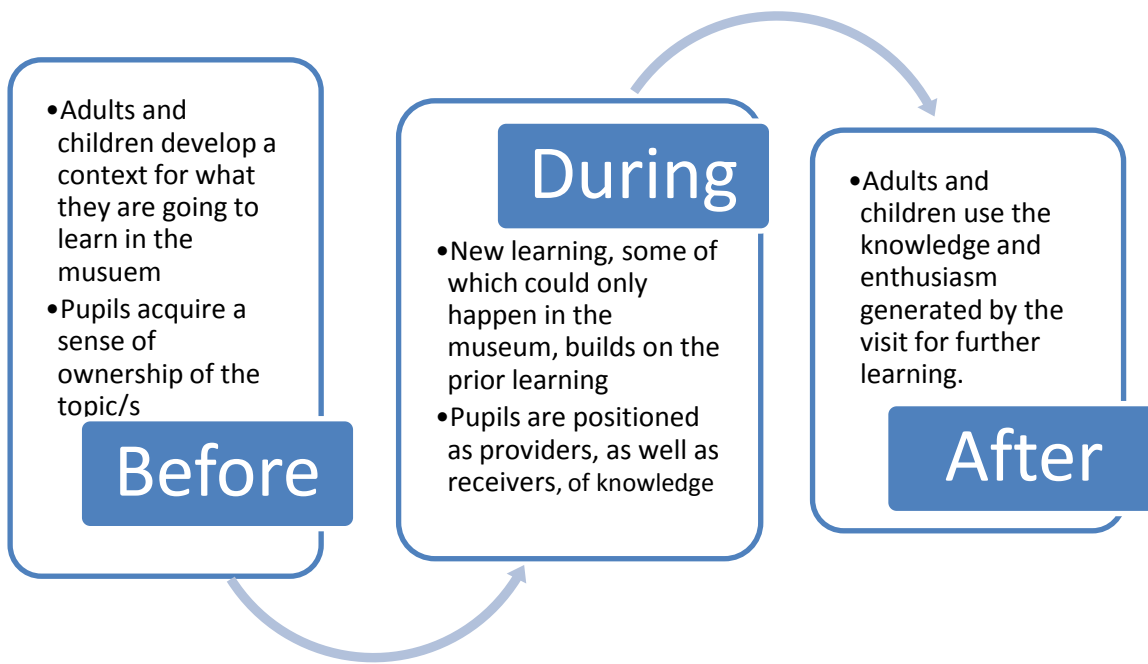 •Adults and
children develop a
context for what
they are going to
learn in the
musuem
•Pupils acquire a
sense of
ownership of the
topic/s
Before
During
•New learning, some of
which could only
happen in the
museum, builds on the
prior learning
•Pupils are positioned
as providers, as well as
receivers, of knowledge
•Adults and
children use the
knowledge and
enthusiasm
generated by the
visit for further
learning.
After